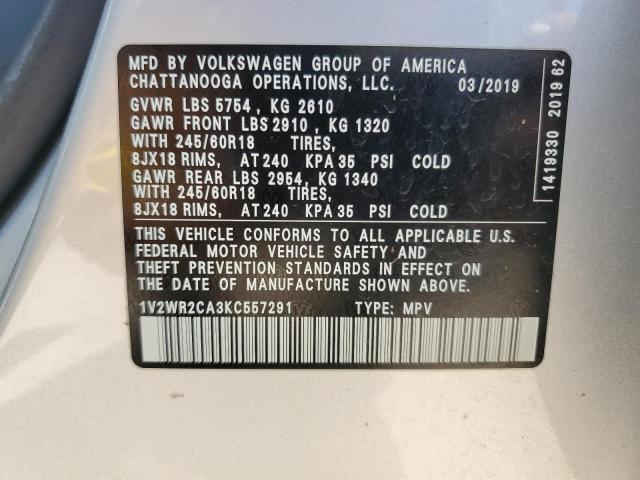 MFD BY VOLKSWAGEN GROUP OF AMERICA
CHATTANOOGA OPERATIONS, LLC. 03/2019
GVWR LBS 5754 , KG 2610
GAWR FRONT LBS 2910 , KG 1320
WITH 245/60R18 TIRES,
8JX18 RIMS, AT 240 KPA 35 PSI COLD
GAWR REAR LBS 2954 , KG 1340
WITH 245/60R18 TIRES,
8JX18 RIMS, AT 240 KPA 35 PSI COLD
THIS VEHICLE CONFORMS TO ALL APPLICABLE U.S.
FEDERAL MOTOR VEHICLE SAFETY AND
THEFT PREVENTION STANDARDS IN EFFECT ON
THE DATE OF MANUFACTURE SHOWN ABOVE.
1V2WR2CA3KC557291 TYPE: MPV
1419330 2019 62